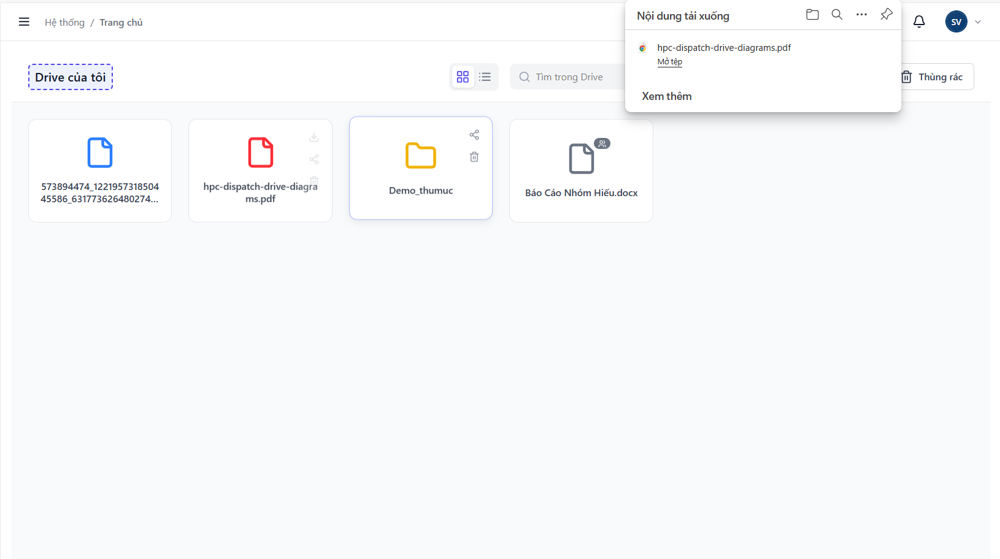 Hệ thống / Trang chủ
Nội dung tải xuống
SV
hpc-dispatch-drive-diagrams.pdf
Mở tệp
Xem thêm
Drive của tôi
Tìm trong Drive
Thùng rác
573894474_1221957318504
45586_631773626480274...
hpc-dispatch-drive-diagra
ms.pdf
Demo_thumuc
Báo Cáo Nhóm Hiếu.docx